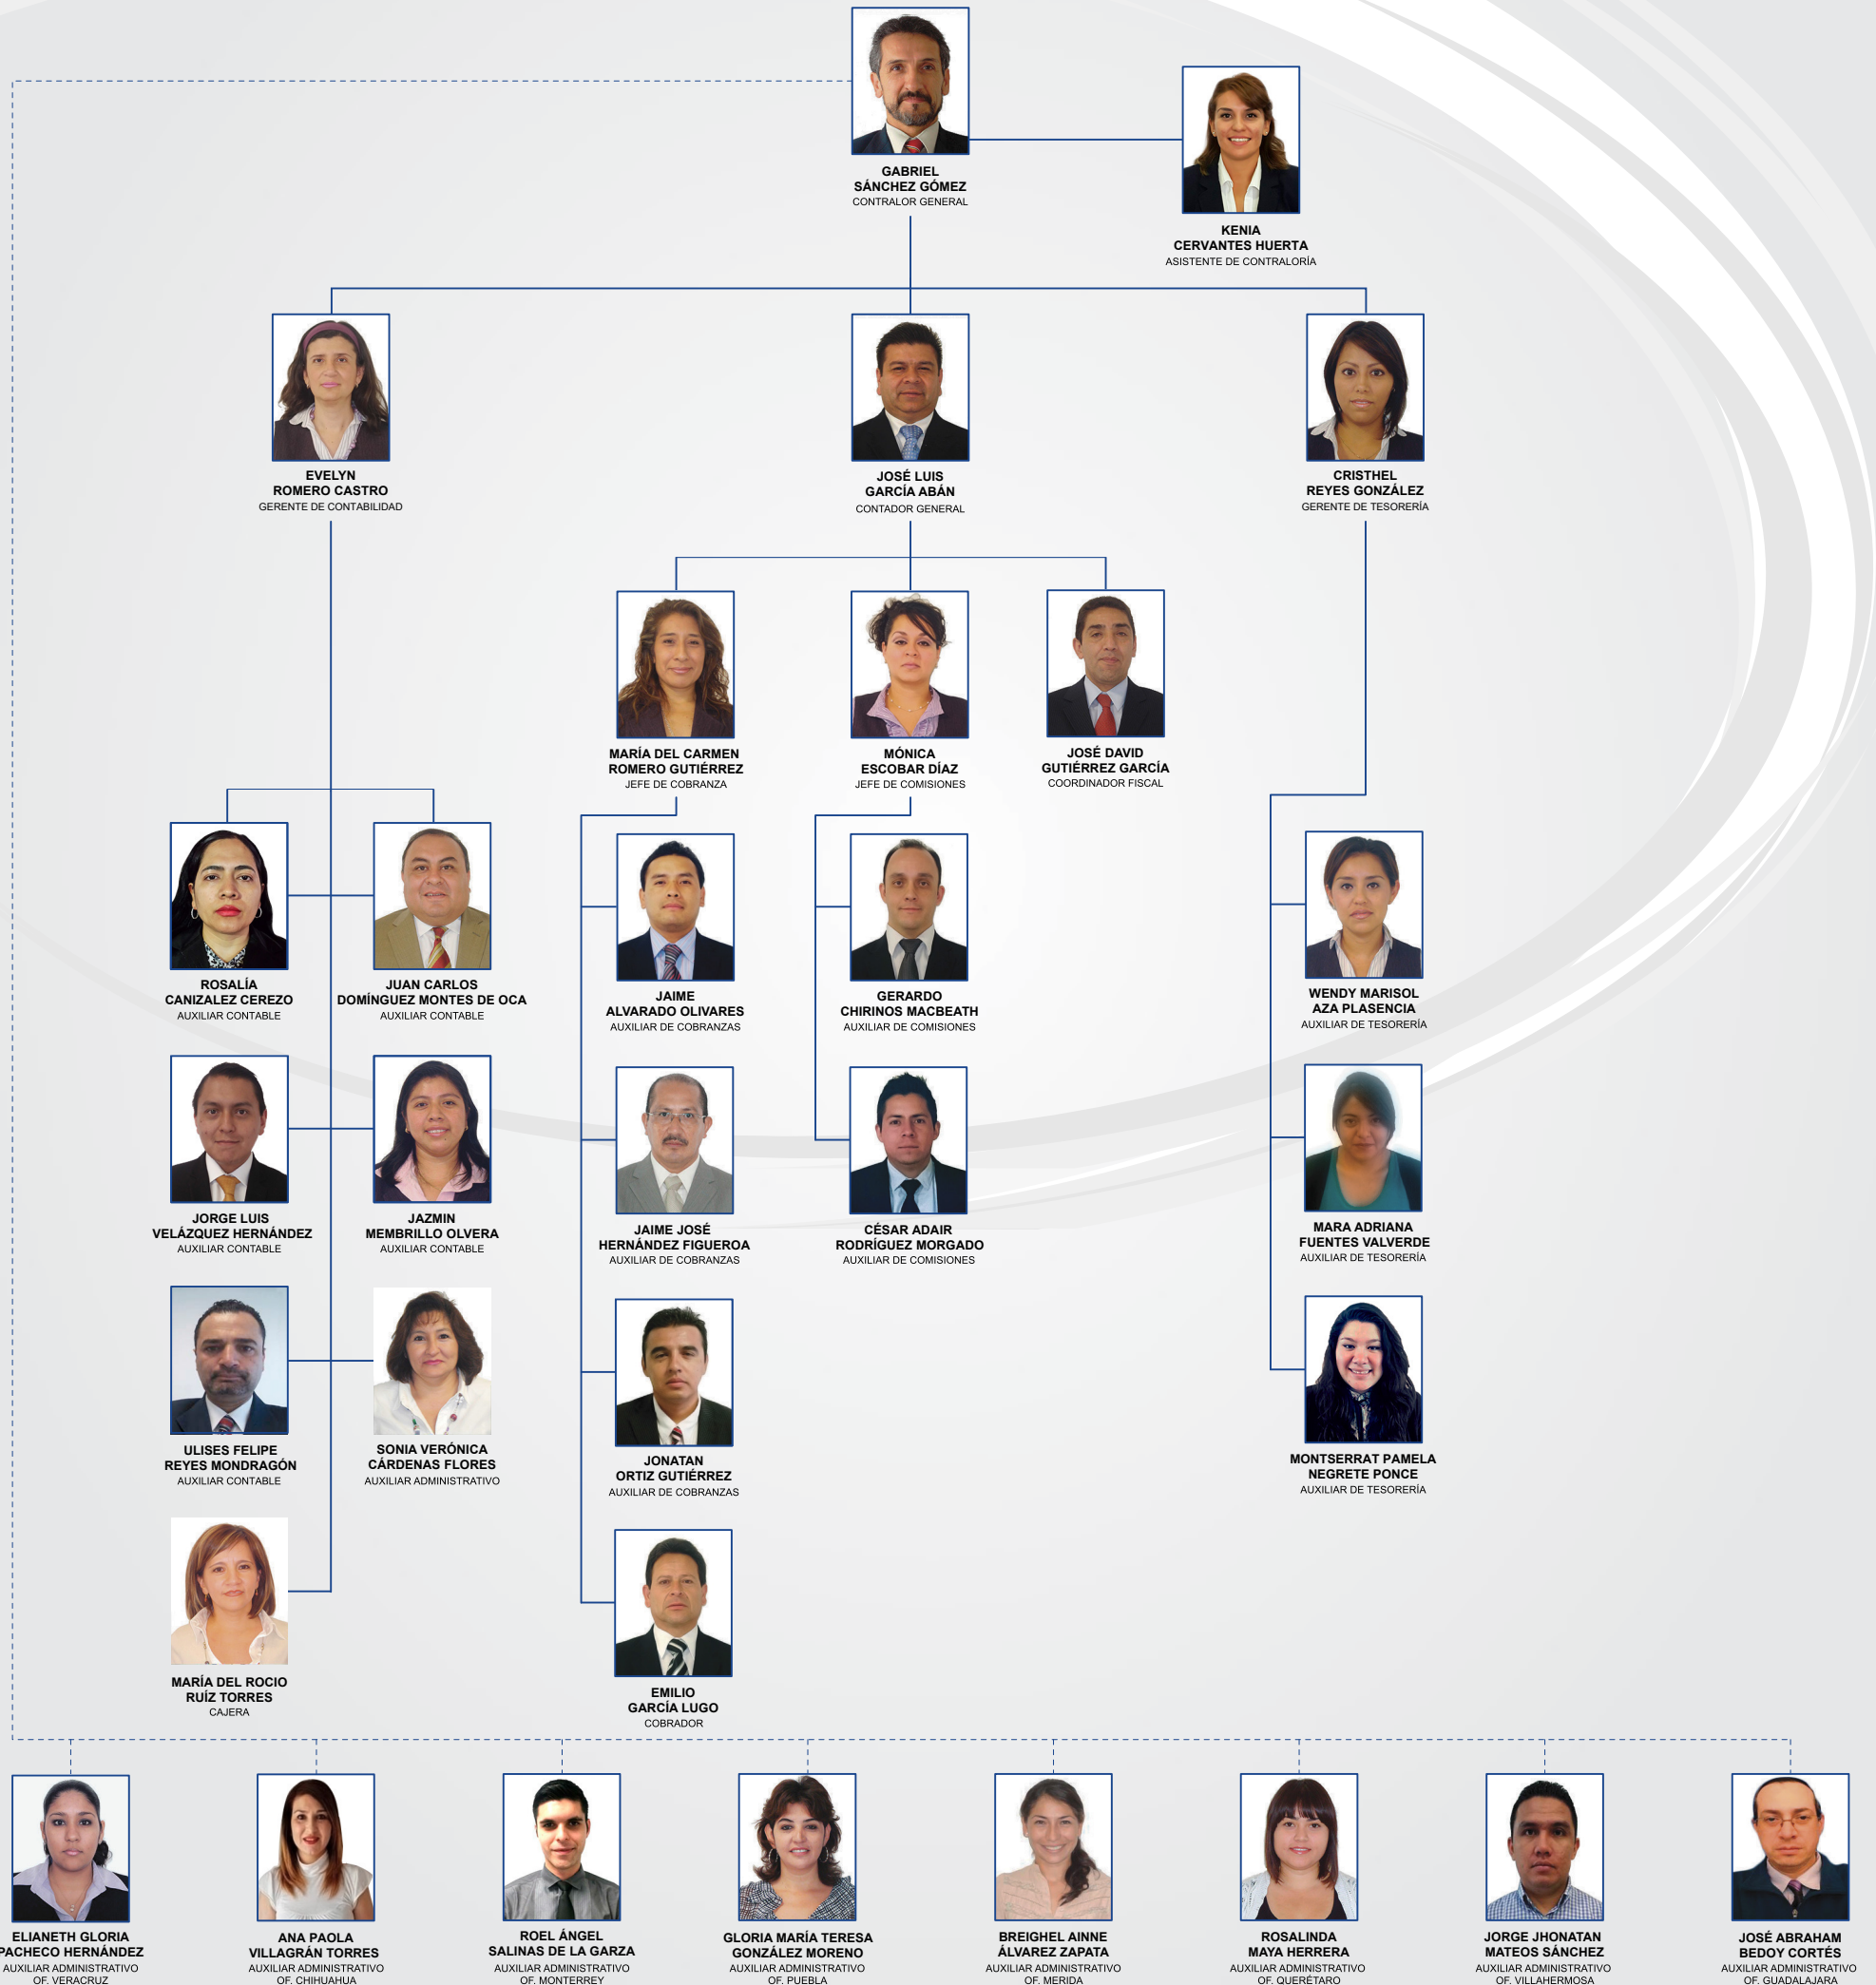 GABRIEL
SÁNCHEZ GÓMEZ
CONTRALOR GENERAL
KENIA
CERVANTES HUERTA
ASISTENTE DE CONTRALORÍA
EVELYN
ROMERO CASTRO
GERENTE DE CONTABILIDAD
JOSÉ LUIS
GARCÍA ABÁN
CONTADOR GENERAL
CRISTHEL
REYES GONZÁLEZ
GERENTE DE TESORERÍA
MARÍA DEL CARMEN
ROMERO GUTIÉRREZ
JEFE DE COBRANZA
MÓNICA
ESCOBAR DÍAZ
JEFE DE COMISIONES
JOSÉ DAVID
GUTIÉRREZ GARCÍA
COORDINADOR FISCAL
ROSALÍA
CANIZALEZ CEREZO
AUXILIAR CONTABLE
JUAN CARLOS
DOMÍNGUEZ MONTES DE OCA
AUXILIAR CONTABLE
JAIME
ALVARADO OLIVARES
AUXILIAR DE COBRANZAS
GERARDO
CHIRINOS MACBEATH
AUXILIAR DE COMISIONES
WENDY MARISOL
AZA PLASENCIA
AUXILIAR DE TESORERÍA
JORGE LUIS
VELÁZQUEZ HERNÁNDEZ
AUXILIAR CONTABLE
JAZMIN
MEMBRILLO OLVERA
AUXILIAR CONTABLE
JAIME JOSÉ
HERNÁNDEZ FIGUEROA
AUXILIAR DE COBRANZAS
CÉSAR ADAIR
RODRÍGUEZ MORGADO
AUXILIAR DE COMISIONES
MARA ADRIANA
FUENTES VALVERDE
AUXILIAR DE TESORERÍA
ULISES FELIPE
REYES MONDRAGÓN
AUXILIAR CONTABLE
SONIA VERÓNICA
CÁRDENAS FLORES
AUXILIAR ADMINISTRATIVO
JONATAN
ORTIZ GUTIÉRREZ
AUXILIAR DE COBRANZAS
MONTSERRAT PAMELA
NEGRETE PONCE
AUXILIAR DE TESORERÍA
MARÍA DEL ROCIO
RUÍZ TORRES
CAJERA
EMILIO
GARCÍA LUGO
COBRADOR
ELIANETH GLORIA
PACHECO HERNÁNDEZ
AUXILIAR ADMINISTRATIVO
OF. VERACRUZ
ANA PAOLA
VILLAGRÁN TORRES
AUXILIAR ADMINISTRATIVO
OF. CHIHUAHUA
ROEL ÁNGEL
SALINAS DE LA GARZA
AUXILIAR ADMINISTRATIVO
OF. MONTERREY
GLORIA MARÍA TERESA
GONZÁLEZ MORENO
AUXILIAR ADMINISTRATIVO
OF. PUEBLA
BREIGHEL AINNE
ÁLVAREZ ZAPATA
AUXILIAR ADMINISTRATIVO
OF. MERIDA
ROSALINDA
MAYA HERRERA
AUXILIAR ADMINISTRATIVO
OF. QUERÉTARO
JORGE JHONATAN
MATEOS SÁNCHEZ
AUXILIAR ADMINISTRATIVO
OF. VILLAHERMOSA
JOSÉ ABRAHAM
BEDOY CORTÉS
AUXILIAR ADMINISTRATIVO
OF. GUADALAJARA